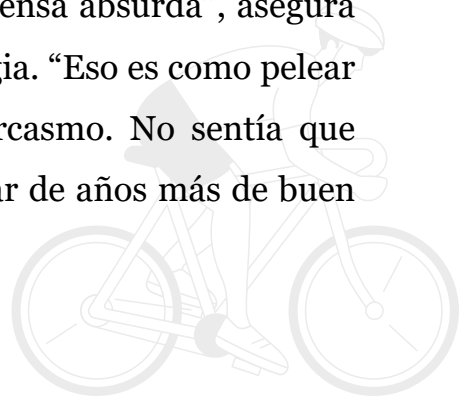 ensa absurda”, asegura
gia. “Eso es como pelear
rcasmo. No sentía que
ar de años más de buen